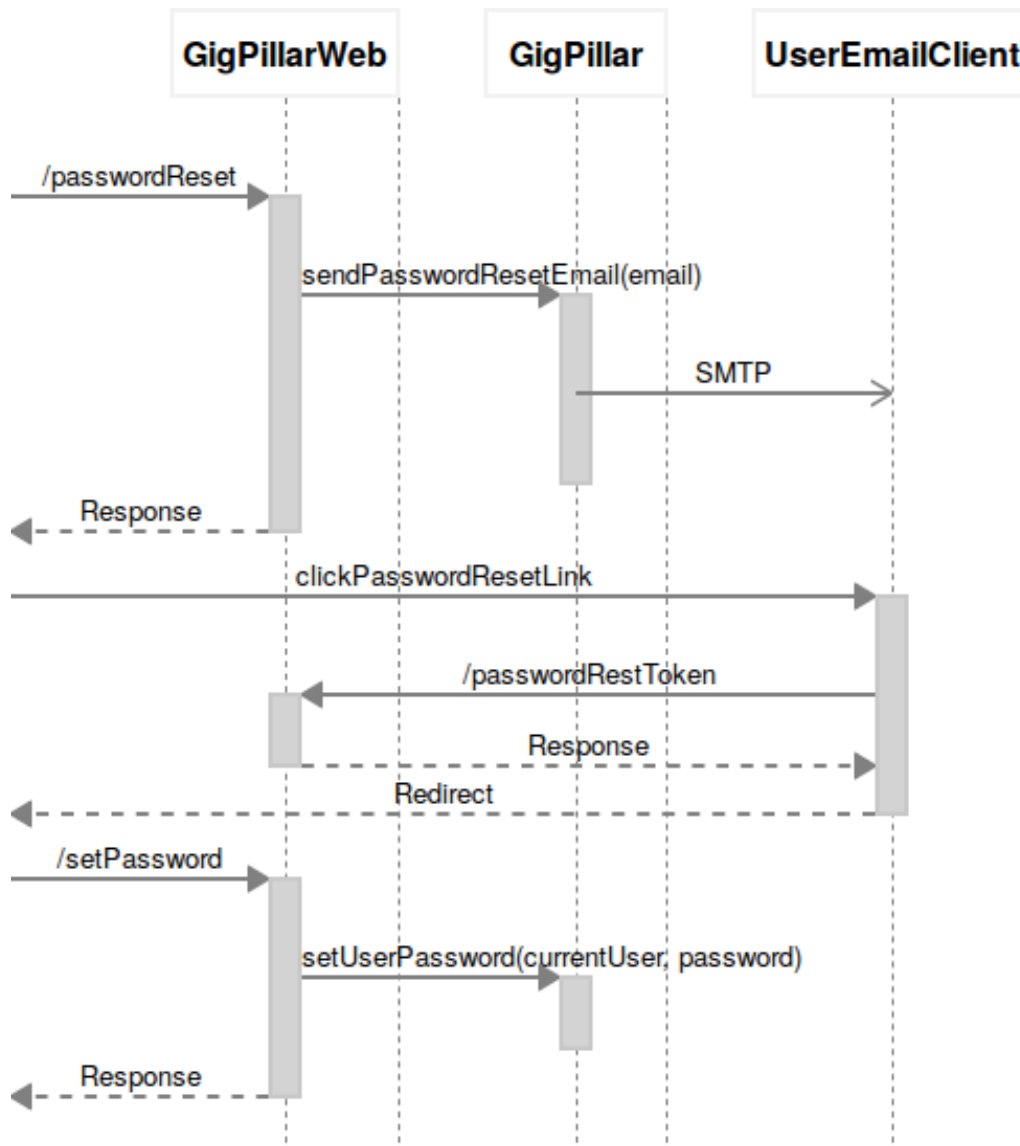 GigPillarWeb
GigPillar
UserEmailClient
/passwordReset
sendPasswordResetEmail(email)
SMTP
Response
clickPasswordResetLink
/passwordRestToken
Response
Redirect
/setPassword
setUserPassword(currentUser, password)
Response